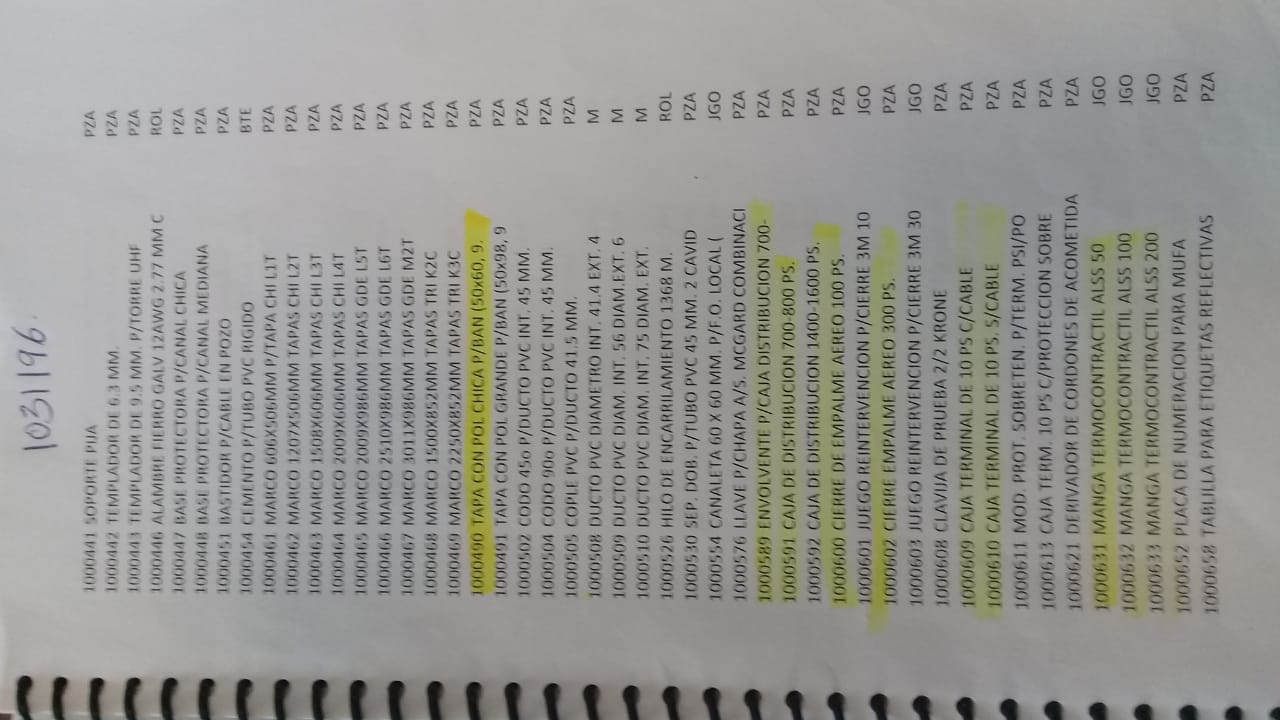 1031196.
1000441 SOPORTE PIJA PZA
1000442 TEMPLADOR DE 6.3 MM. PZA
1000443 TEMPLADOR DE 9.5 MM. P/TORRE UHF PZA
1000446 ALAMBRE FIERRO GALV 12AWG 2.77 MM C ROL
1000447 BASE PROTECTORA P/CANAL CHICA PZA
1000448 BASE PROTECTORA P/CANAL MEDIANA PZA
1000451 BASTIDOR P/CABLE EN POZO PZA
1000454 CEMENTO P/TUBO PVC RIGIDO BTE
1000461 MARCO 606X506MM P/TAPA CHI L1T PZA
1000462 MARCO 1207X506MM TAPAS CHI L2T PZA
1000463 MARCO 1508X606MM TAPAS CHI L3T PZA
1000464 MARCO 2009X606MM TAPAS CHI L4T PZA
1000465 MARCO 2009X986MM TAPAS GDE L5T PZA
1000466 MARCO 2510X986MM TAPAS GDE L6T PZA
1000467 MARCO 3011X986MM TAPAS GDE M2T PZA
1000468 MARCO 1500X852MM TAPAS TRI K2C PZA
1000469 MARCO 2250X852MM TAPAS TRI K3C PZA
1000490 TAPA CON POL CHICA P/BAN (50x60, 9. PZA
1000491 TAPA CON POL GRANDE P/BAN (50x98, 9 PZA
1000502 CODO 45o P/DUCTO PVC INT. 45 MM. PZA
1000504 CODO 90o P/DUCTO PVC INT. 45 MM. PZA
1000505 COPLE PVC P/DUCTO 41.5 MM. PZA
1000508 DUCTO PVC DIAMETRO INT. 41.4 EXT. 4 M
1000509 DUCTO PVC DIAM. INT. 56 DIAM.EXT. 6 M
1000510 DUCTO PVC DIAM. INT. 75 DIAM. EXT. M
1000526 HILO DE ENCARRILAMIENTO 1368 M. ROL
1000530 SEP. DOB. P/TUBO PVC 45 MM. 2 CAVID PZA
1000554 CANALETA 60 X 60 MM. P/F.O. LOCAL ( JGO
1000576 LLAVE P/CHAPA A/S. MCGARD COMBINACI PZA
1000589 ENVOLVENTE P/CAJA DISTRIBUCION 700- PZA
1000591 CAJA DE DISTRIBUCION 700-800 PS. PZA
1000592 CAJA DE DISTRIBUCION 1400-1600 PS. PZA
1000600 CIERRE DE EMPALME AEREO 100 PS. PZA
1000601 JUEGO REINTERVENCION P/CIERRE 3M 10 JGO
1000602 CIERRE EMPALME AEREO 300 PS. PZA
1000603 JUEGO REINTERVENCION P/CIERRE 3M 30 JGO
1000608 CLAVIJA DE PRUEBA 2/2 KRONE PZA
1000609 CAJA TERMINAL DE 10 PS C/CABLE PZA
1000610 CAJA TERMINAL DE 10 PS. S/CABLE PZA
1000611 MOD. PROT. SOBRETEN. P/TERM. PSI/PO PZA
1000613 CAJA TERM. 10 PS C/PROTECCION SOBRE PZA
1000621 DERIVADOR DE CORDONES DE ACOMETIDA PZA
1000631 MANGA TERMOCONTRACTIL ALSS 50 JGO
1000632 MANGA TERMOCONTRACTIL ALSS 100 JGO
1000633 MANGA TERMOCONTRACTIL ALSS 200 JGO
1000652 PLACA DE NUMERACION PARA MUFA PZA
1000658 TABLILLA PARA ETIQUETAS REFLECTIVAS PZA